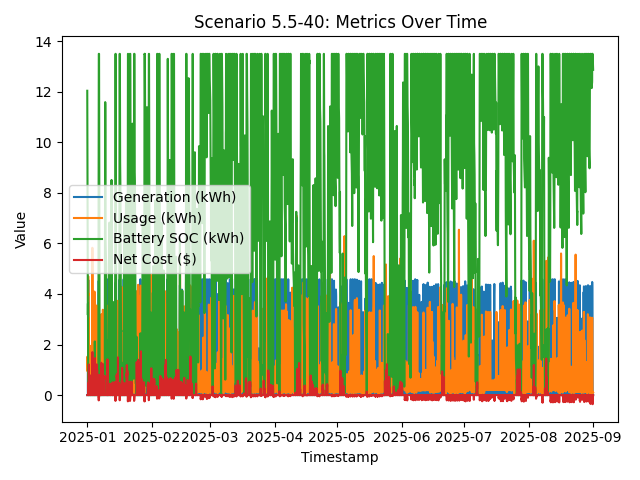 Scenario 5.5-40: Metrics Over Time
14
12
10
8
6
4
2
0
Value
Generation (kWh)
Usage (kWh)
Battery SOC (kWh)
Net Cost ($)
2025-01 2025-02 2025-03 2025-04 2025-05 2025-06 2025-07 2025-08 2025-09
Timestamp